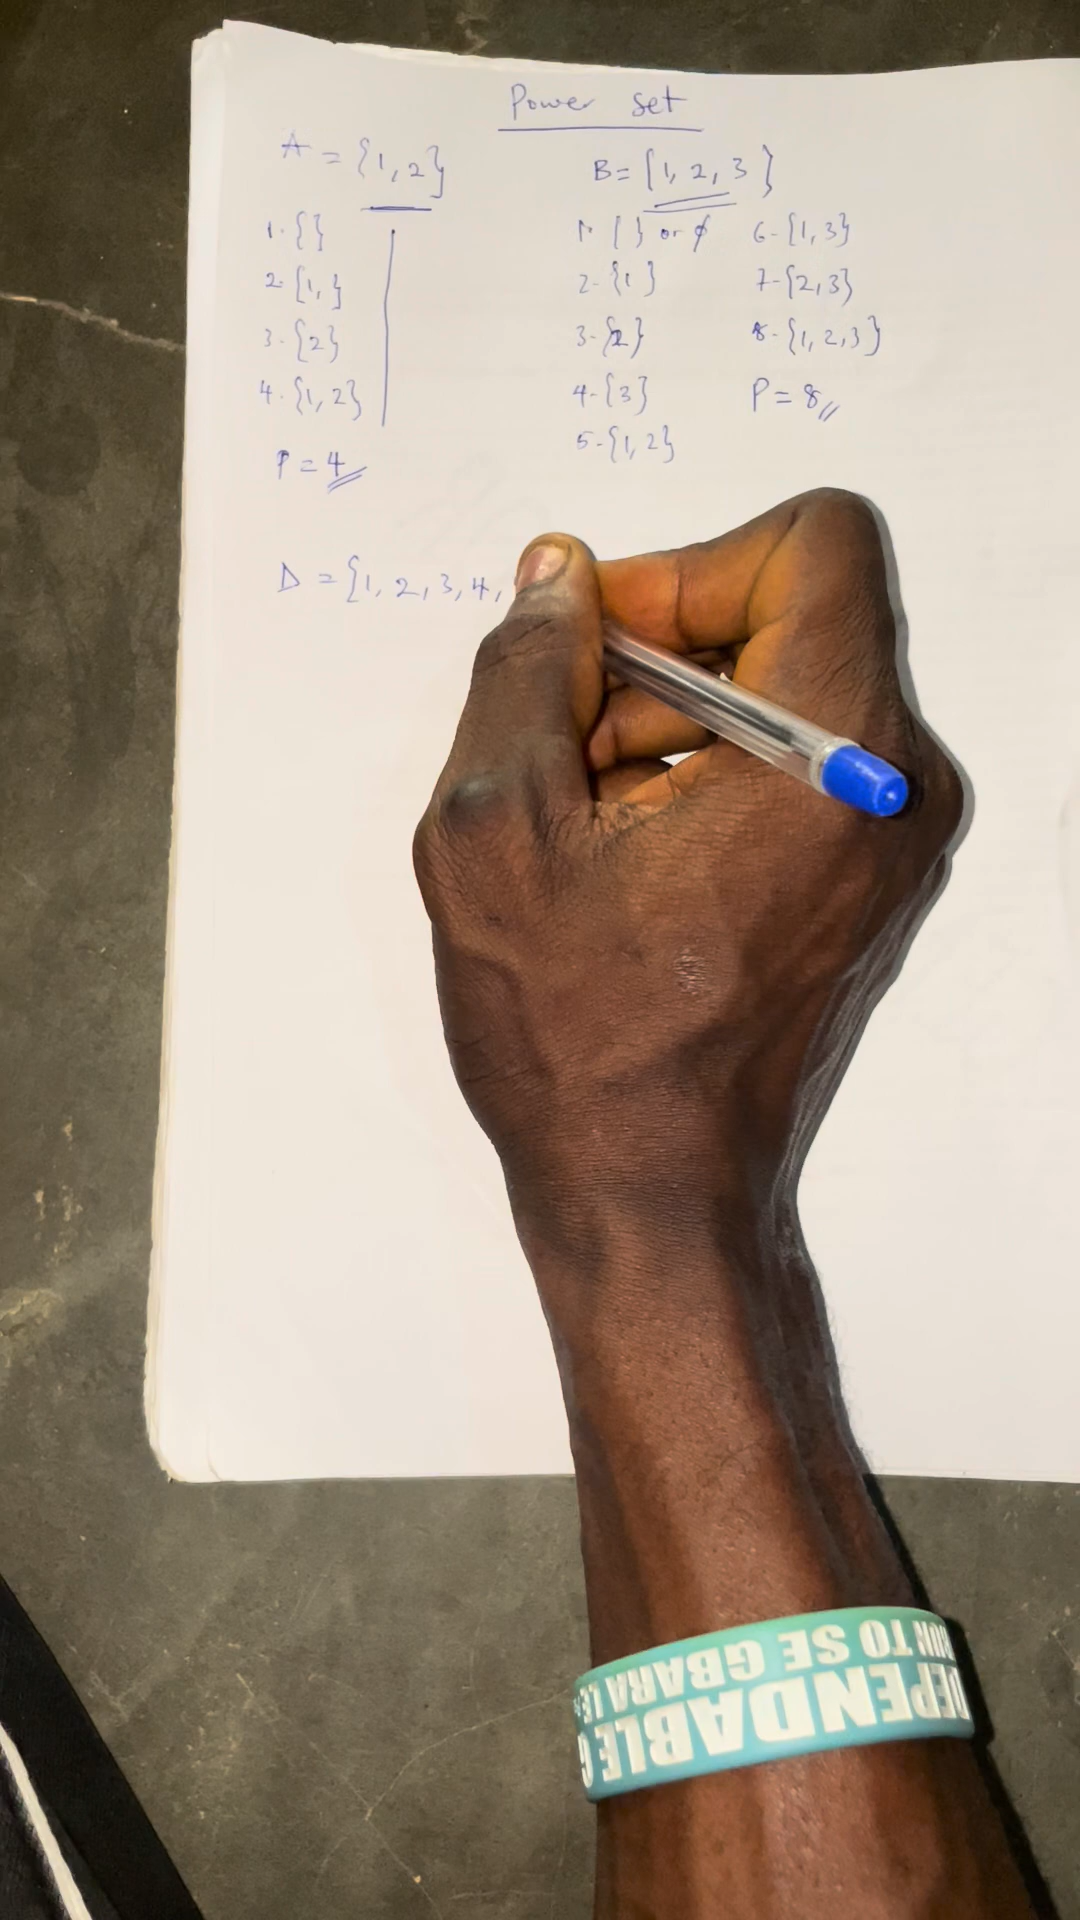 Power set
A = {1, 2}
1. {}
2. {1, }
3. {2}
4. {1, 2}
P = 4
B = {1, 2, 3}
1. { } or ϕ
2- {1}
3- {2}
4- {3}
5- {1, 2}
6- {1, 3}
7- {2, 3}
8- {1, 2, 3}
P = 8
D = {1, 2, 3, 4,
TO SE GBARA LE
DEPENDABLE G